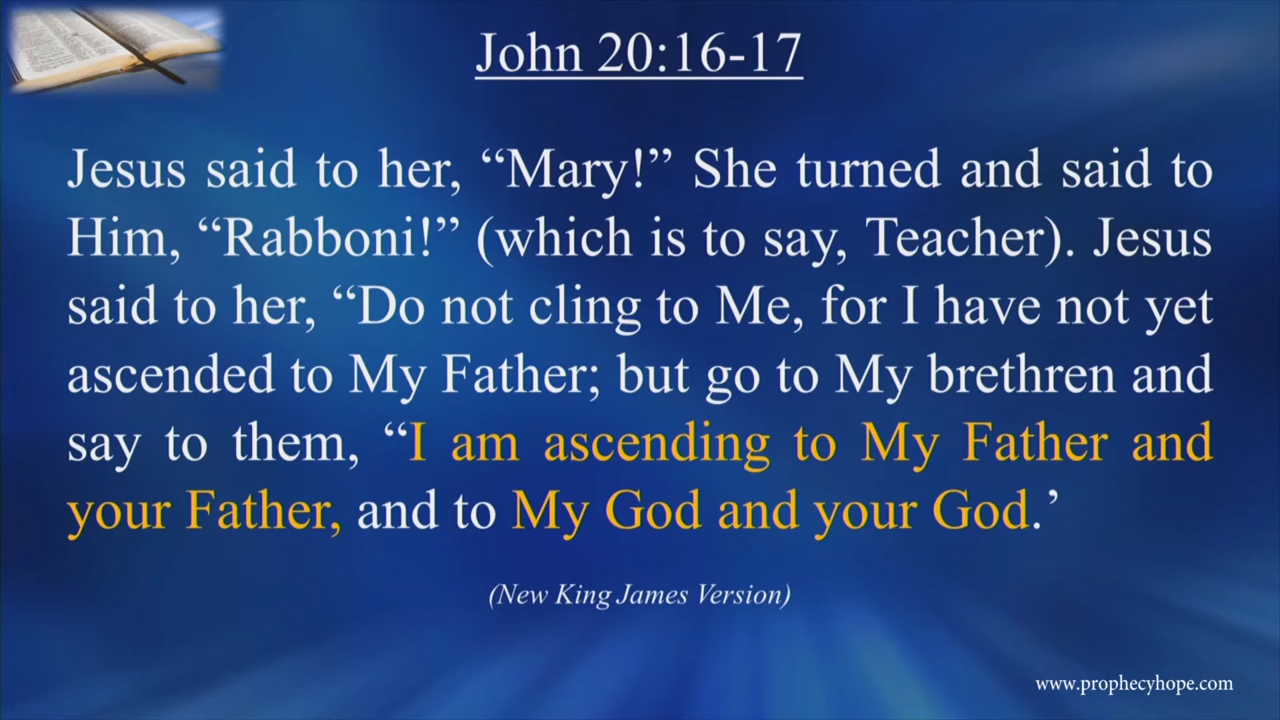 John 20:16-17
Jesus said to her, “Mary!” She turned and said to
Him, “Rabboni!” (which is to say, Teacher). Jesus
said to her, “Do not cling to Me, for I have not yet
ascended to My Father; but go to My brethren and
say to them, “I am ascending to My Father and
your Father, and to My God and your God.’
(New King James Version)
www.prophecyhope.com